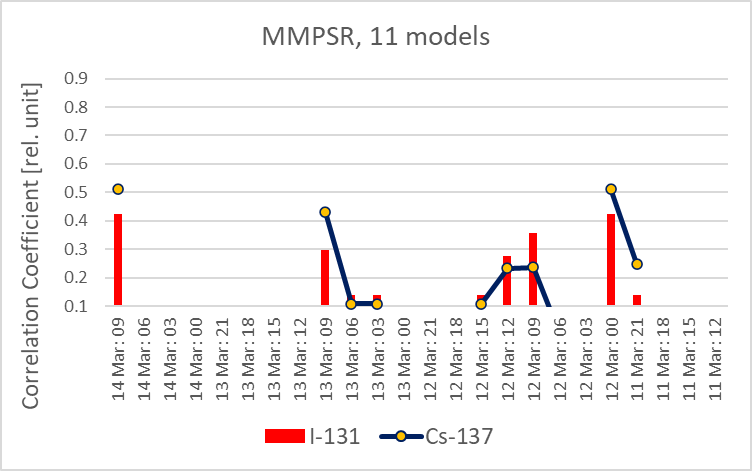 MMPSR, 11 models
Correlation Coefficient [rel. unit]
0.9
0.8
0.7
0.6
0.5
0.4
0.3
0.2
0.1
14 Mar: 09
14 Mar: 06
14 Mar: 03
14 Mar: 00
13 Mar: 21
13 Mar: 18
13 Mar: 15
13 Mar: 12
13 Mar: 09
13 Mar: 06
13 Mar: 03
13 Mar: 00
12 Mar: 21
12 Mar: 18
12 Mar: 15
12 Mar: 12
12 Mar: 09
12 Mar: 06
12 Mar: 03
12 Mar: 00
11 Mar: 21
11 Mar: 18
11 Mar: 15
11 Mar: 12
I-131
Cs-137